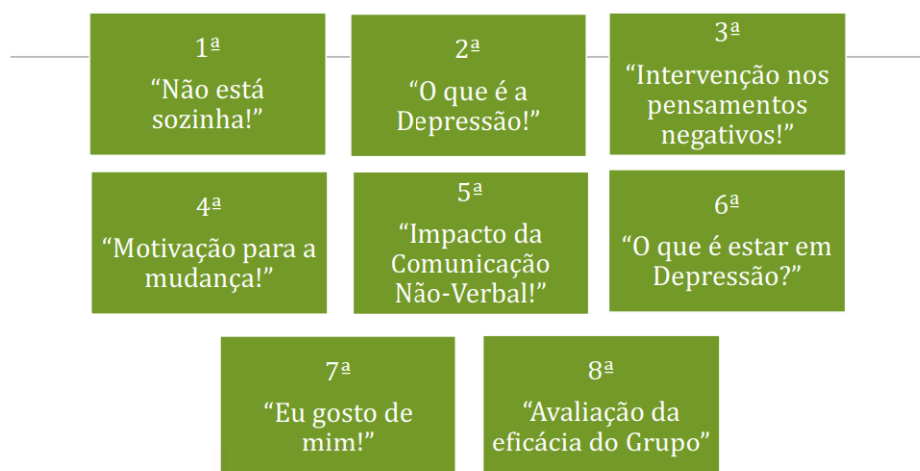 1ª
“Não está
sozinha!”
2ª
“O que é a
Depressão!”
3ª
“Intervenção nos
pensamentos
negativos!”
4ª
“Motivação para a
mudança!”
5ª
“Impacto da
Comunicação
Não-Verbal!”
6ª
“O que é estar em
Depressão?”
7ª
“Eu gosto de
mim!”
8ª
“Avaliação da
eficácia do Grupo”